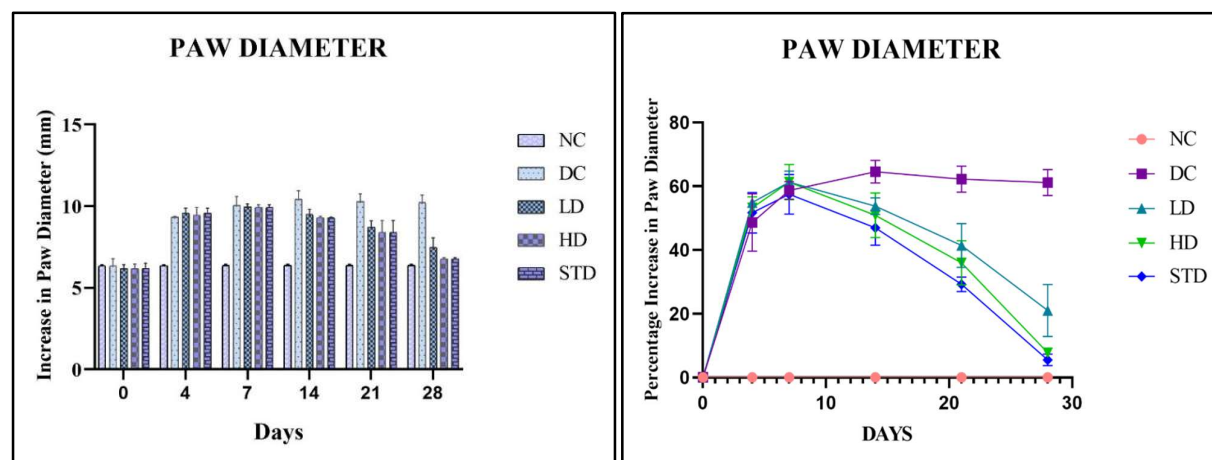 PAW DIAMETER
Increase in Paw Diameter (mm)
15
10
5
0
0 4 7 14 21 28
Days
NC
DC
LD
HD
STD
PAW DIAMETER
Percentage Increase in Paw Diameter
80
60
40
20
0
0 10 20 30
DAYS
NC
DC
LD
HD
STD